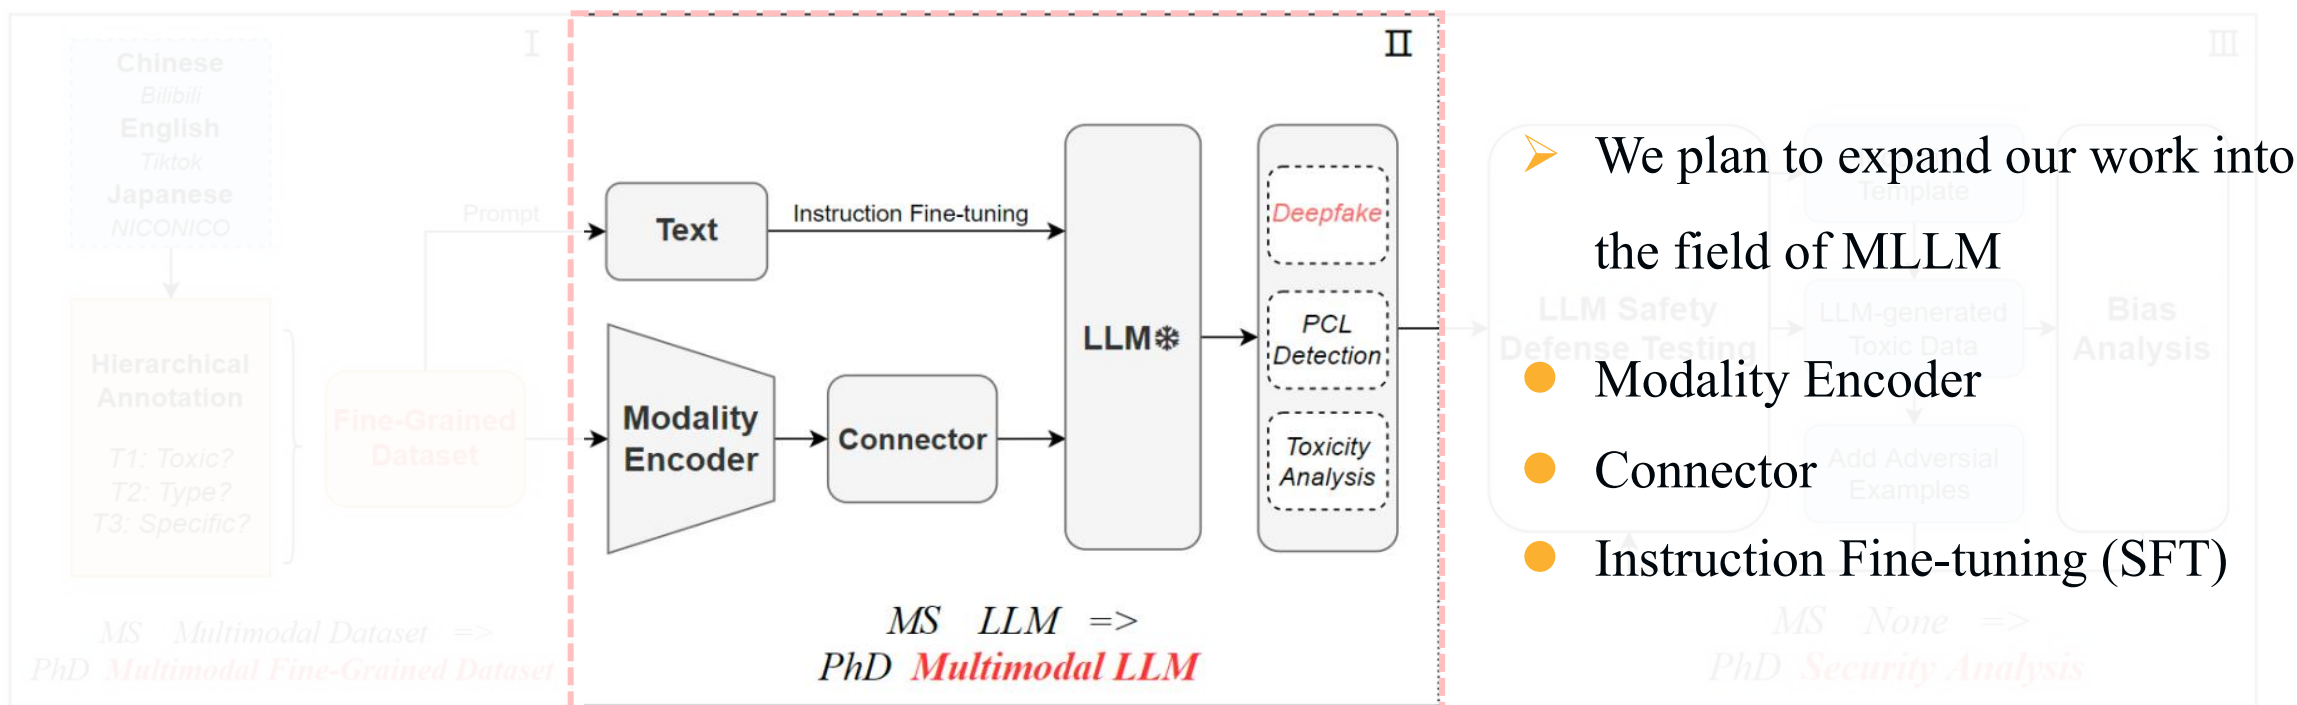 I
Chinese
Bilibili
English
Tiktok
Japanese
NICONICO
Hierarchical
Annotation
T1: Toxic?
T2: Type?
T3: Specific?
Prompt
Fine-Grained
Dataset
MS Multimodal Dataset =>
PhD Multimodal Fine-Grained Dataset
II
Text
Instruction Fine-tuning
Modality
Encoder
Connector
LLM❄
Deepfake
PCL
Detection
Toxicity
Analysis
MS LLM =>
PhD Multimodal LLM
III
➢ We plan to expand our work into
the field of MLLM
● Modality Encoder
● Connector
● Instruction Fine-tuning (SFT)
LLM Safety
Defense Testing
Template
LLM-generated
Toxic Data
Add Adversial
Examples
Bias
Analysis
MS None =>
PhD Security Analysis